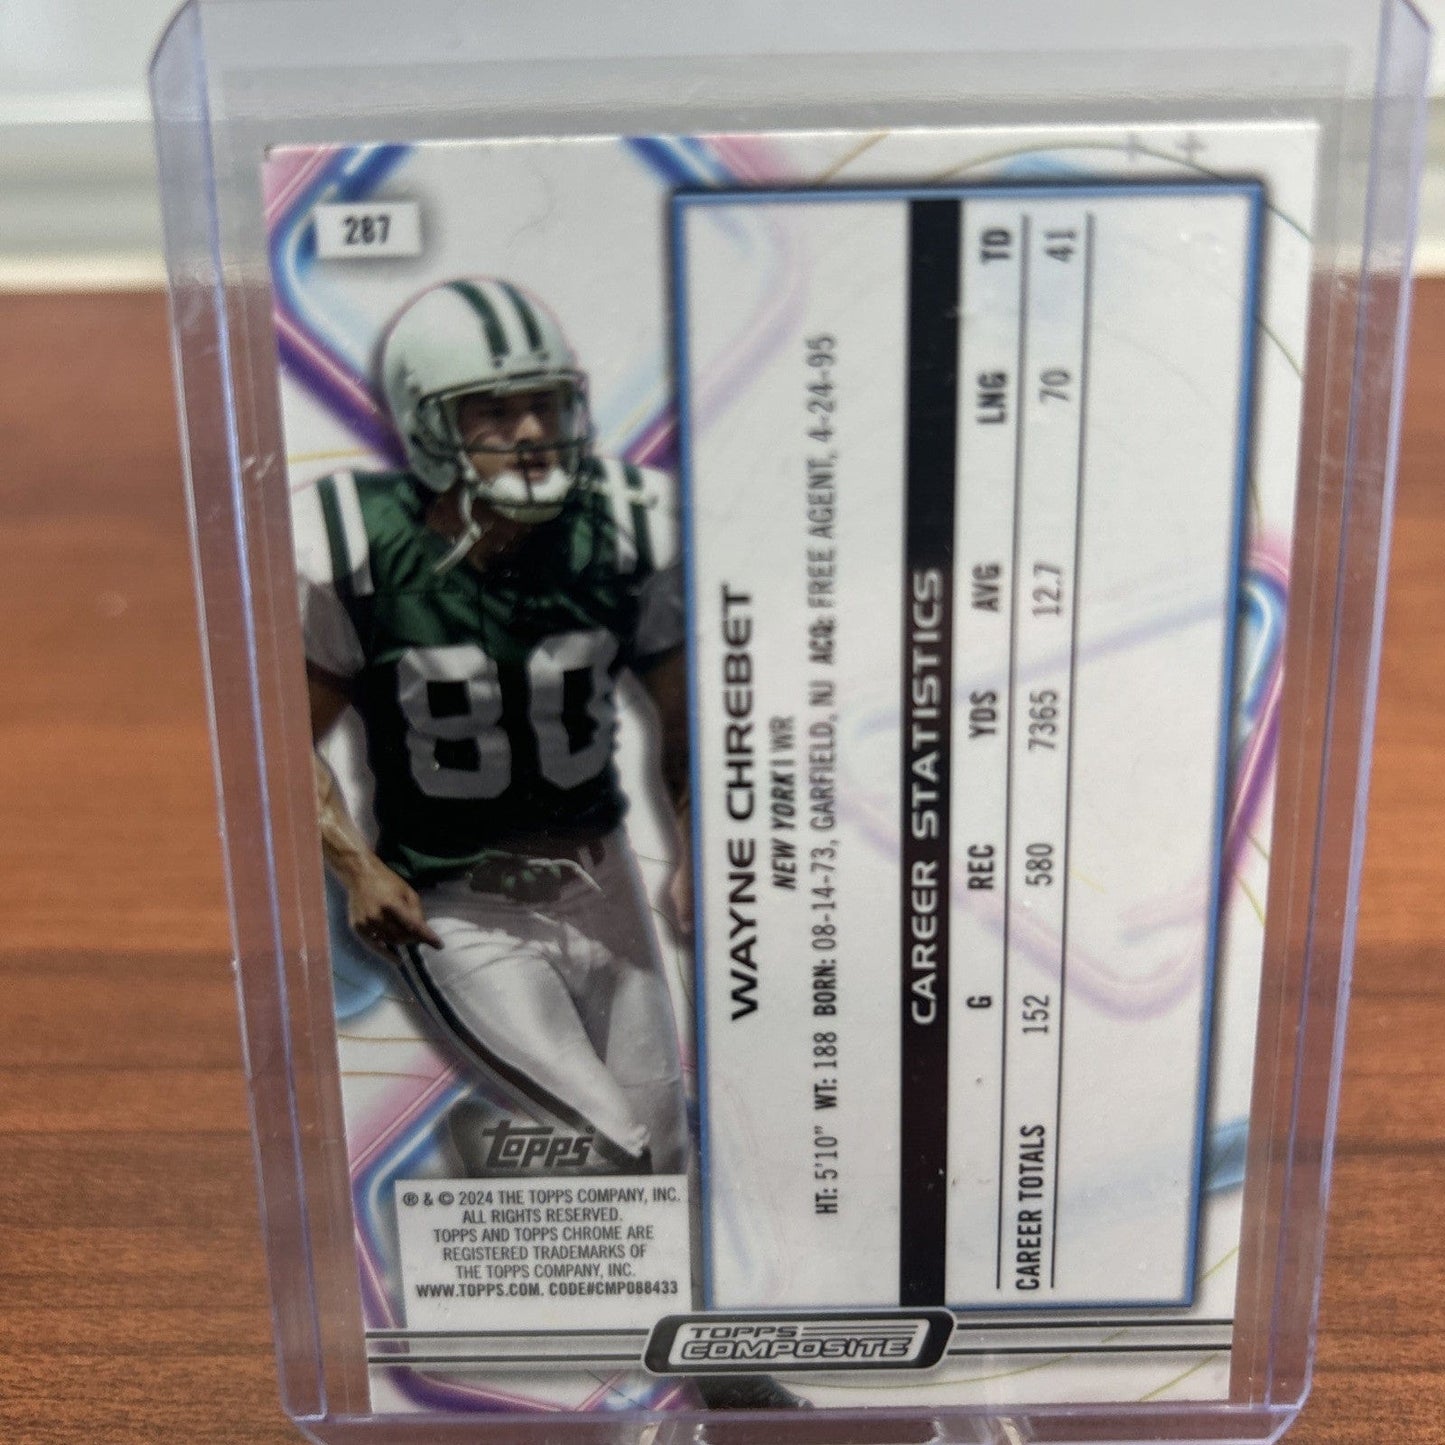 287
WAYNE CHREBET
NEW YORK | WR
HT: 5'10" WT: 188 BORN: 08-14-73, GARFIELD, NJ ACQ: FREE AGENT, 4-24-95
CAREER STATISTICS
G REC YDS AVG LNG TD
CAREER TOTALS 152 580 7365 12.7 70 41
80
TOPPS®
® & © 2024 THE TOPPS COMPANY, INC.
ALL RIGHTS RESERVED.
TOPPS AND TOPPS CHROME ARE
REGISTERED TRADEMARKS OF
THE TOPPS COMPANY, INC.
WWW.TOPPS.COM. CODE#CMP088433
TOPPS
COMPOSITE